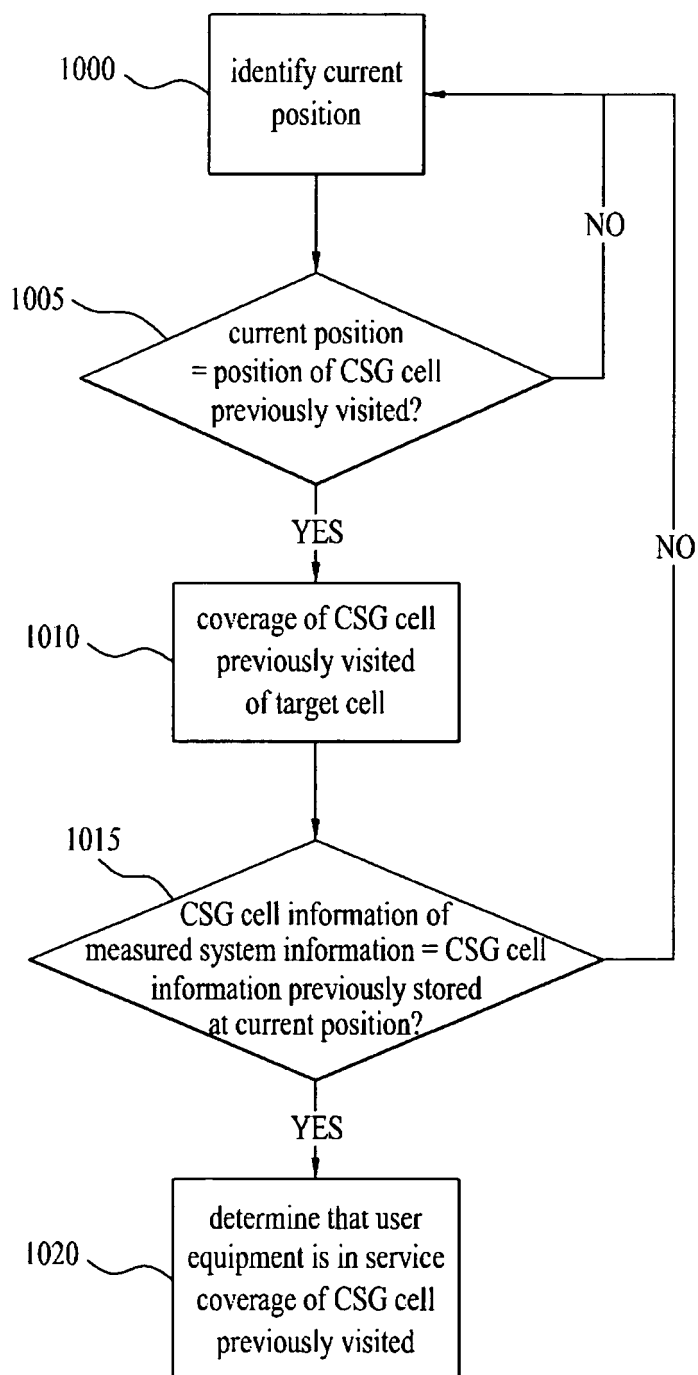 1000
identify current
position
NO
1005
current position
= position of CSG cell
previously visited?
YES
NO
1010
coverage of CSG cell
previously visited
of target cell
1015
CSG cell information of
measured system information = CSG cell
information previously stored
at current position?
YES
1020
determine that user
equipment is in service
coverage of CSG cell
previously visited